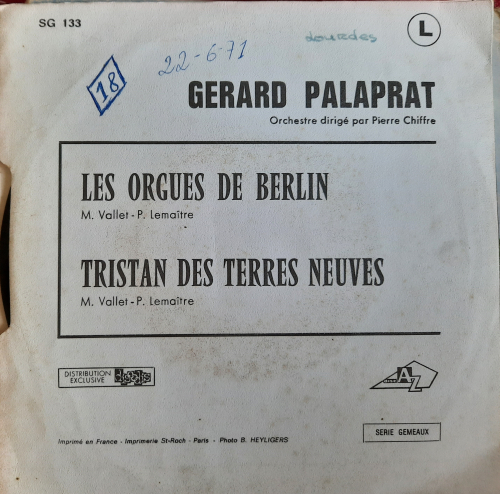 SG 133
dourdes
L
18
22-6-71
GERARD PALAPRAT
Orchestre dirigé par Pierre Chiffre
LES ORGUES DE BERLIN
M. Vallet - P. Lemaître
TRISTAN DES TERRES NEUVES
M. Vallet - P. Lemaître
DISTRIBUTION
EXCLUSIVE
AZ
Imprimé en France - Imprimerie St-Roch - Paris - Photo B. HEYLIGERS
SERIE GEMEAUX